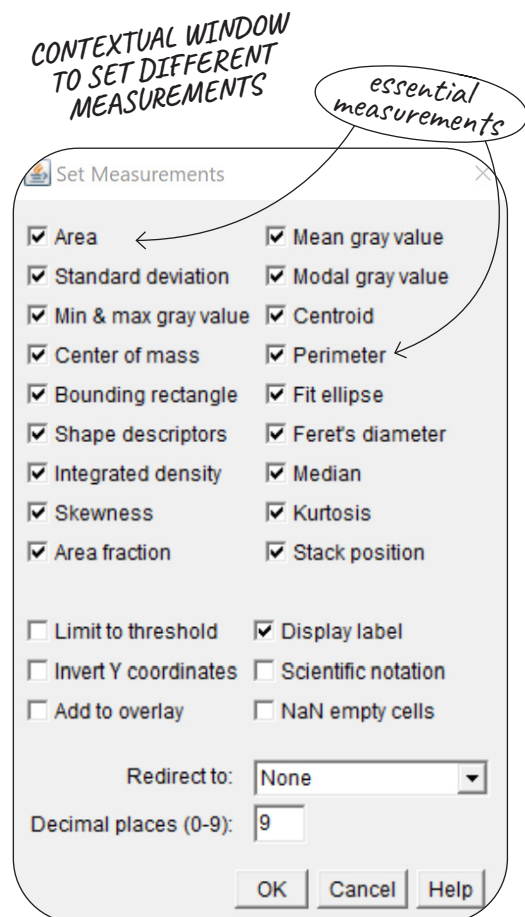 CONTEXTUAL WINDOW
TO SET DIFFERENT
MEASUREMENTS
essential
measurements
Set Measurements
Area
Mean gray value
Standard deviation
Modal gray value
Min & max gray value
Centroid
Center of mass
Perimeter
Bounding rectangle
Fit ellipse
Shape descriptors
Feret's diameter
Integrated density
Median
Skewness
Kurtosis
Area fraction
Stack position
Limit to threshold
Display label
Invert Y coordinates
Scientific notation
Add to overlay
NaN empty cells
Redirect to: None
Decimal places (0-9): 9
OK Cancel Help